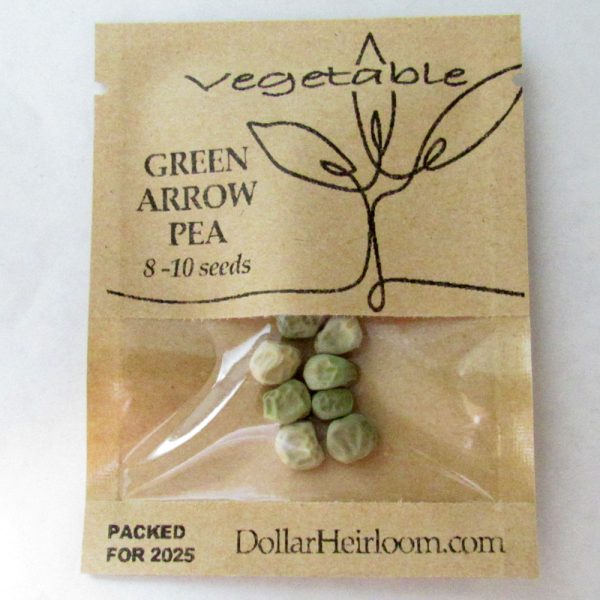 Vegetable
GREEN
ARROW
PEA
8-10 seeds
PACKED
FOR 2025
DollarHeirloom.com